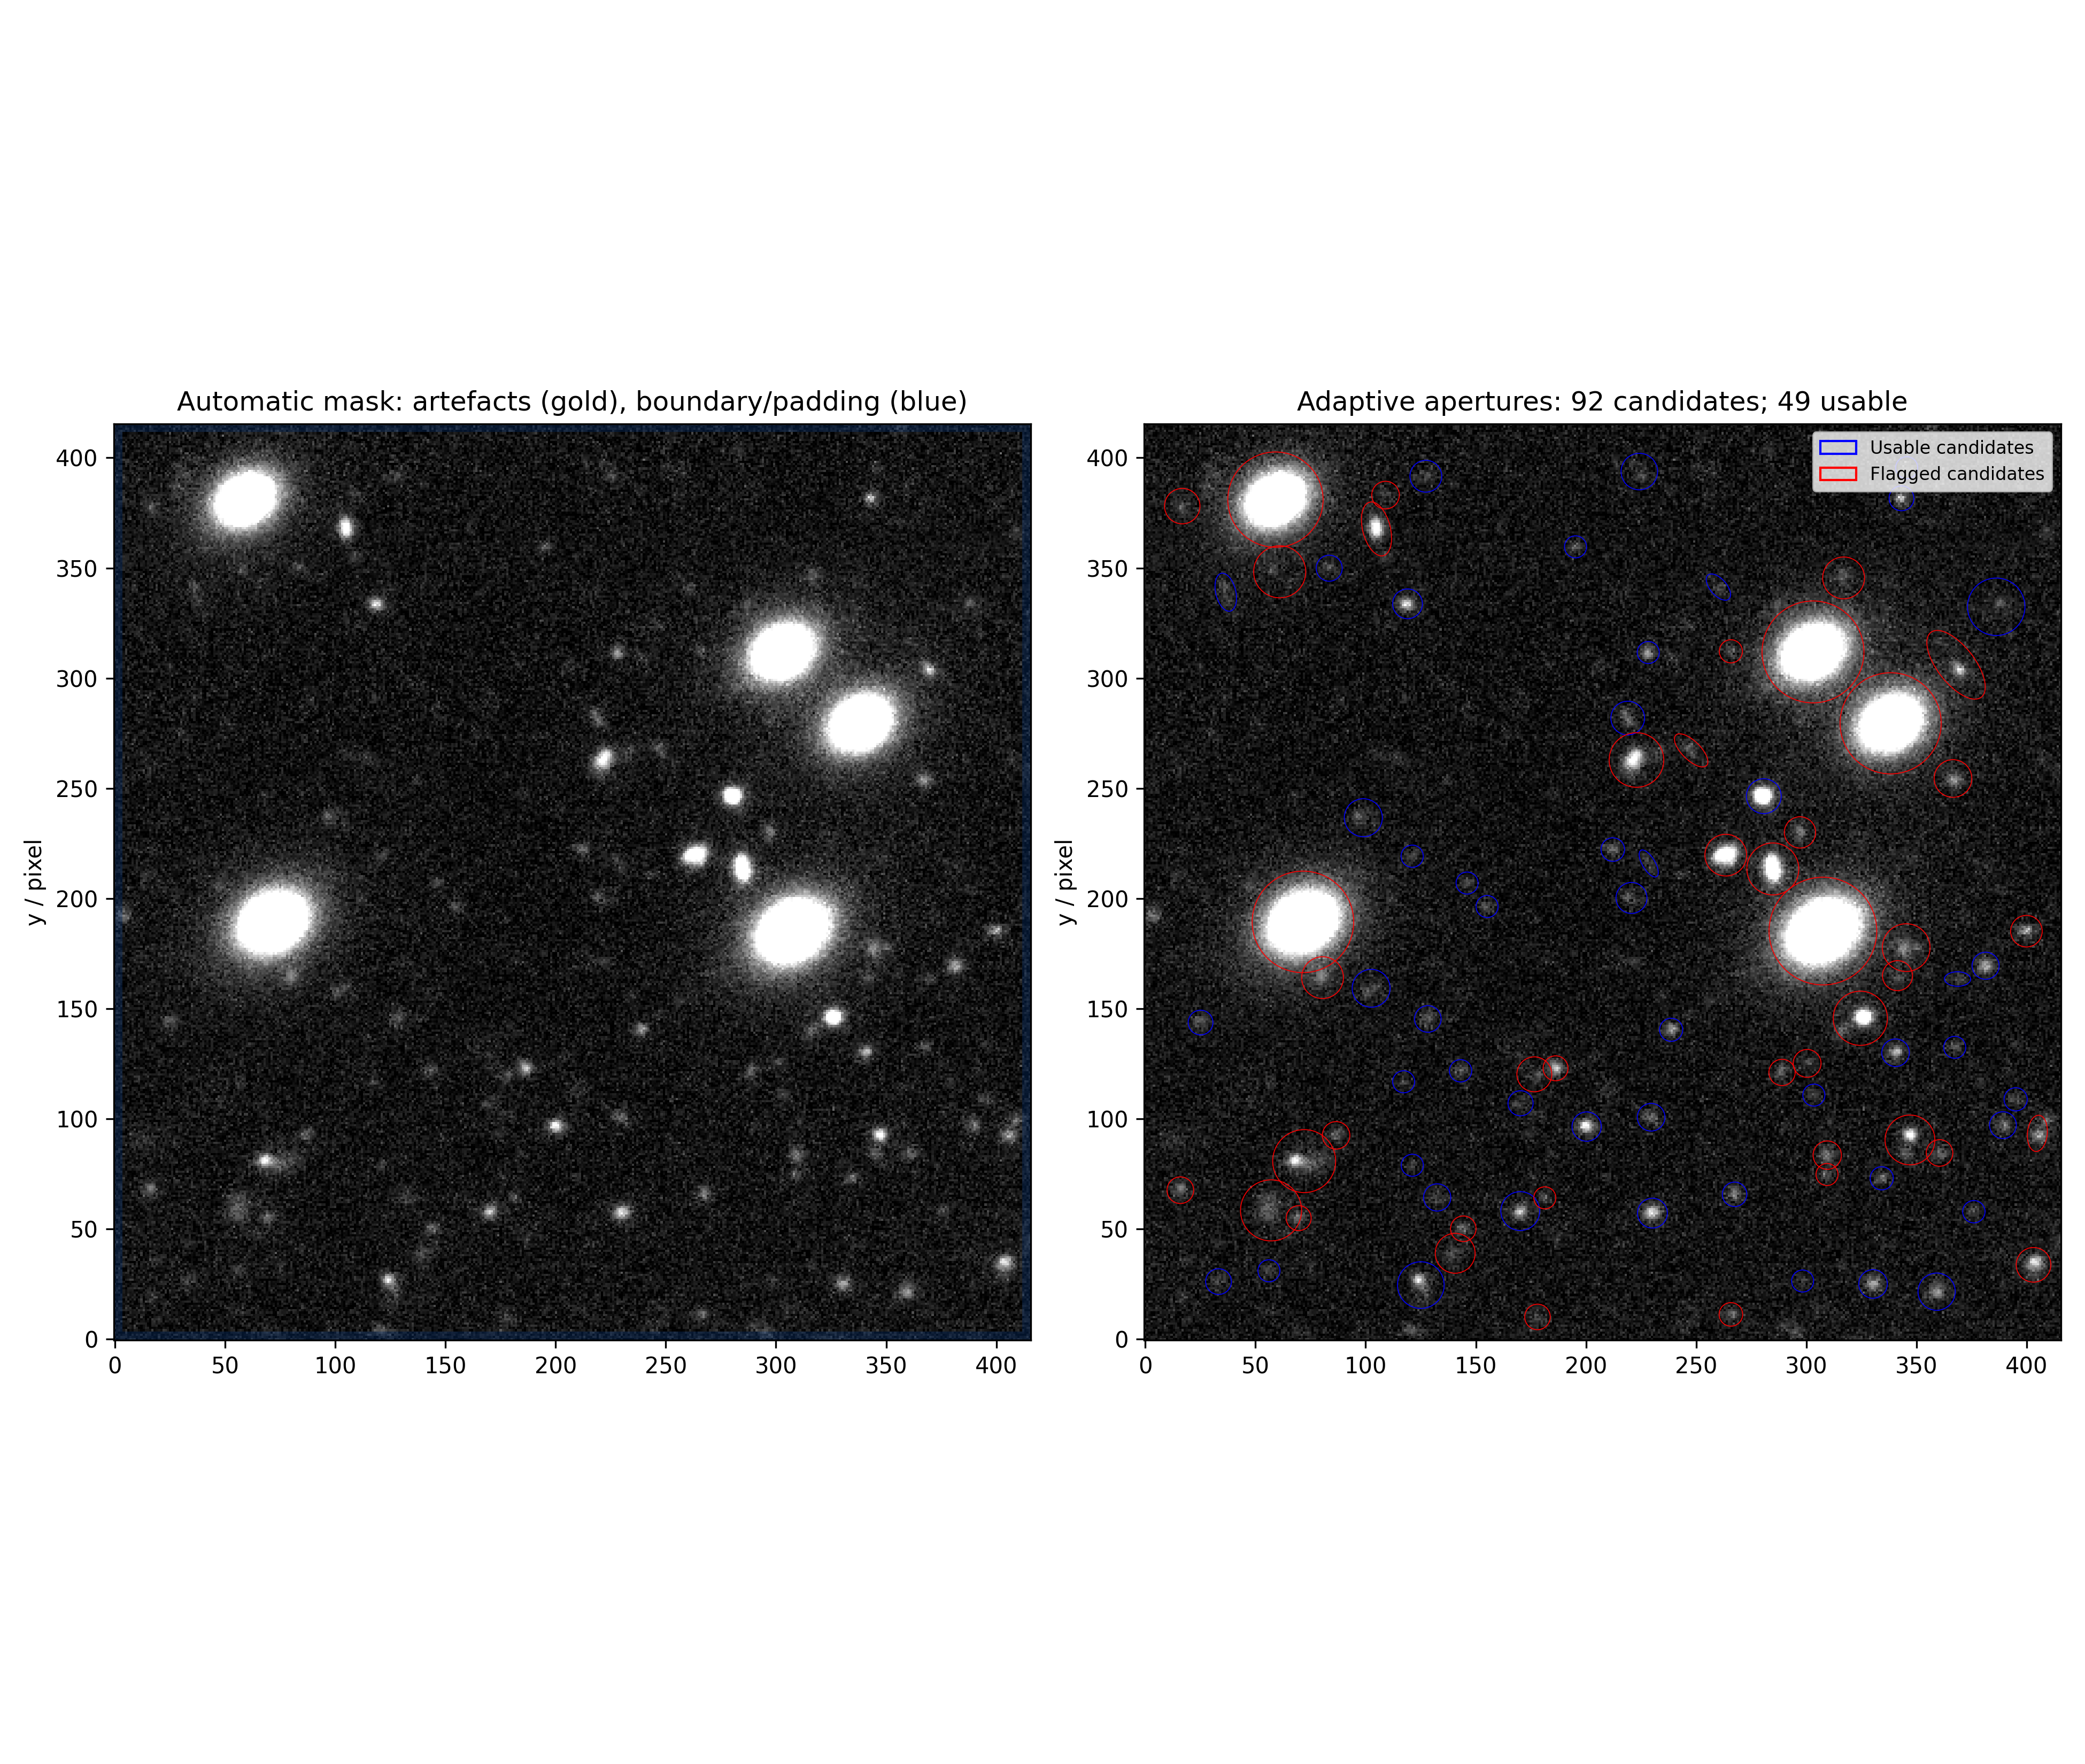 Automatic mask: artefacts (gold), boundary/padding (blue)
y / pixel
400
350
300
250
200
150
100
50
0
0 50 100 150 200 250 300 350 400
Adaptive apertures: 92 candidates; 49 usable
Usable candidates
Flagged candidates
y / pixel
400
350
300
250
200
150
100
50
0
0 50 100 150 200 250 300 350 400